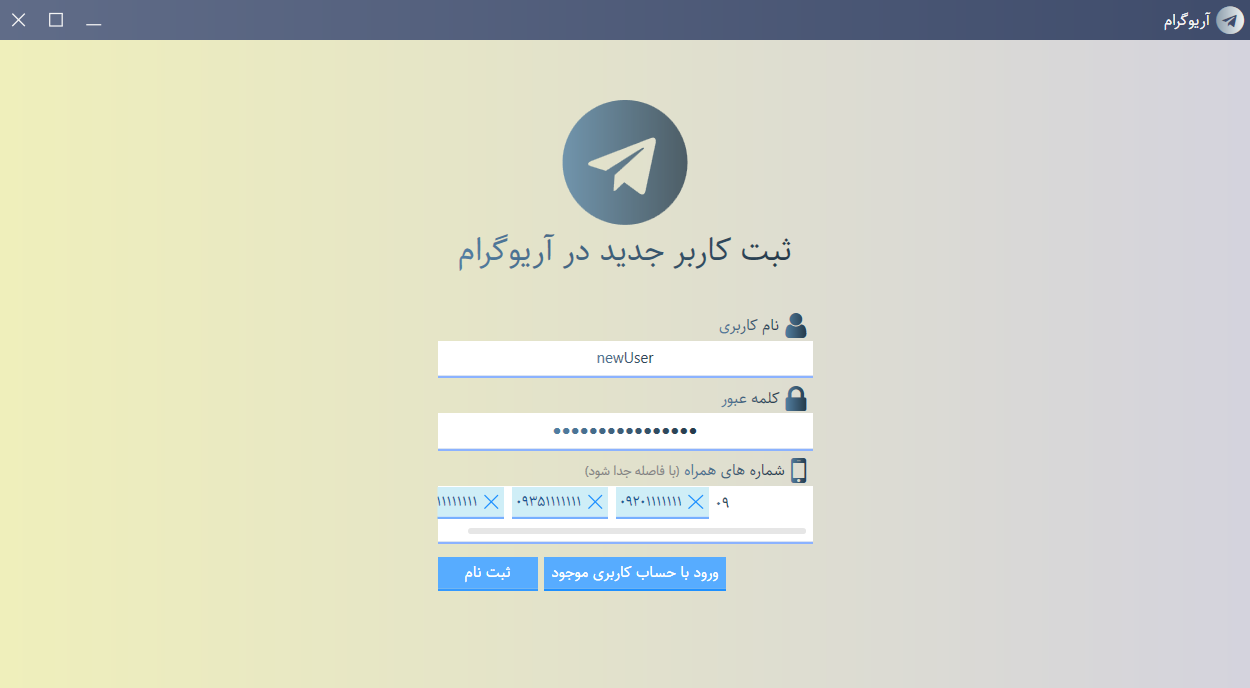 آریوگرام
ثبت کاربر جدید در آریوگرام
نام کاربری
newUser
کلمه عبور
شماره های همراه (با فاصله جدا شود)
۰۹ ۰۹۲۰۱۱۱۱۱۱۱ ۰۹۳۵۱۱۱۱۱۱۱
ورود با حساب کاربری موجود ثبت نام